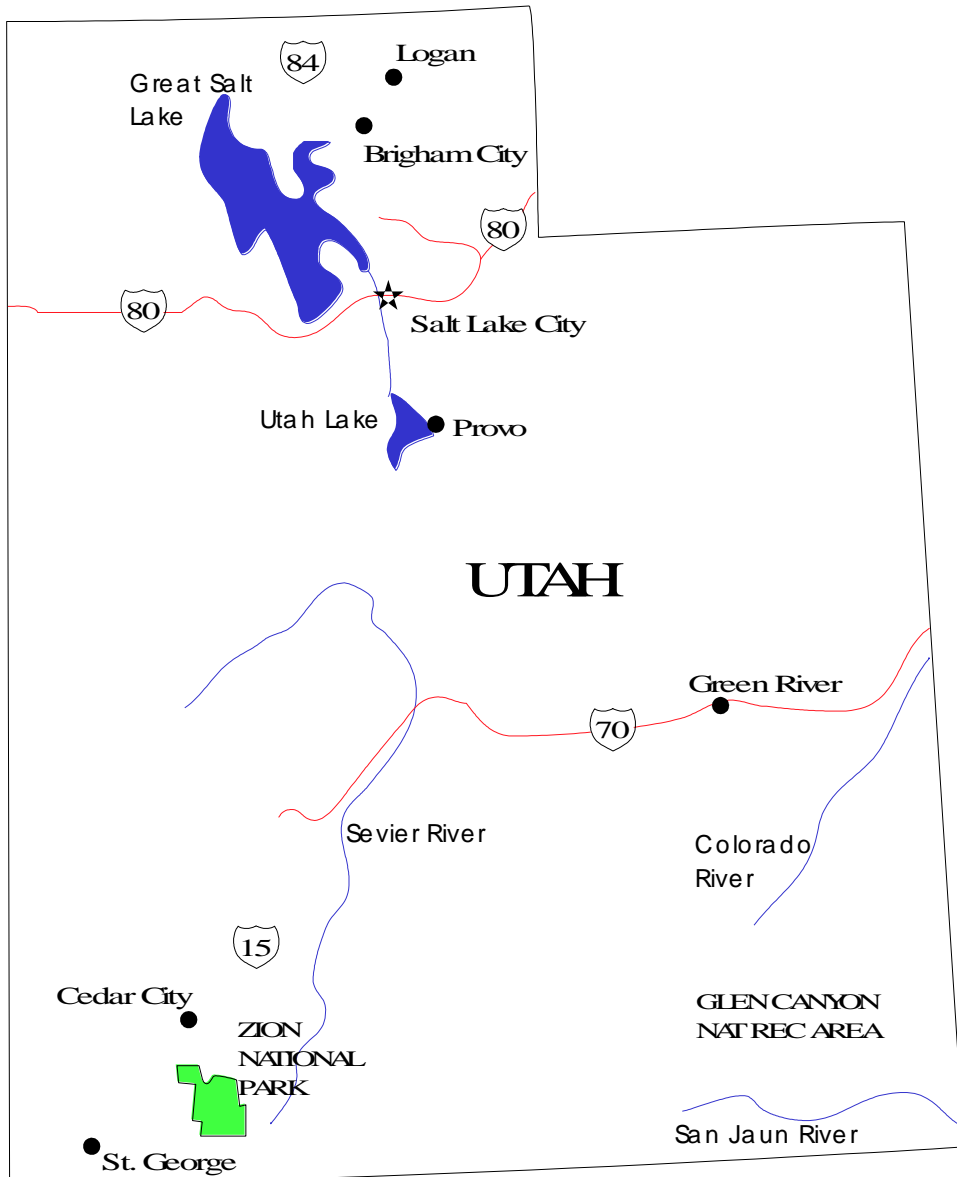 84
Logan
Great Salt
Lake
Brigham City
80
80
Salt Lake City
Utah Lake
Provo
UTAH
Green River
70
Sevier River
Colorado
River
15
Cedar City
GLEN CANYON
NAT REC AREA
ZION
NATIONAL
PARK
San Jaun River
St. George